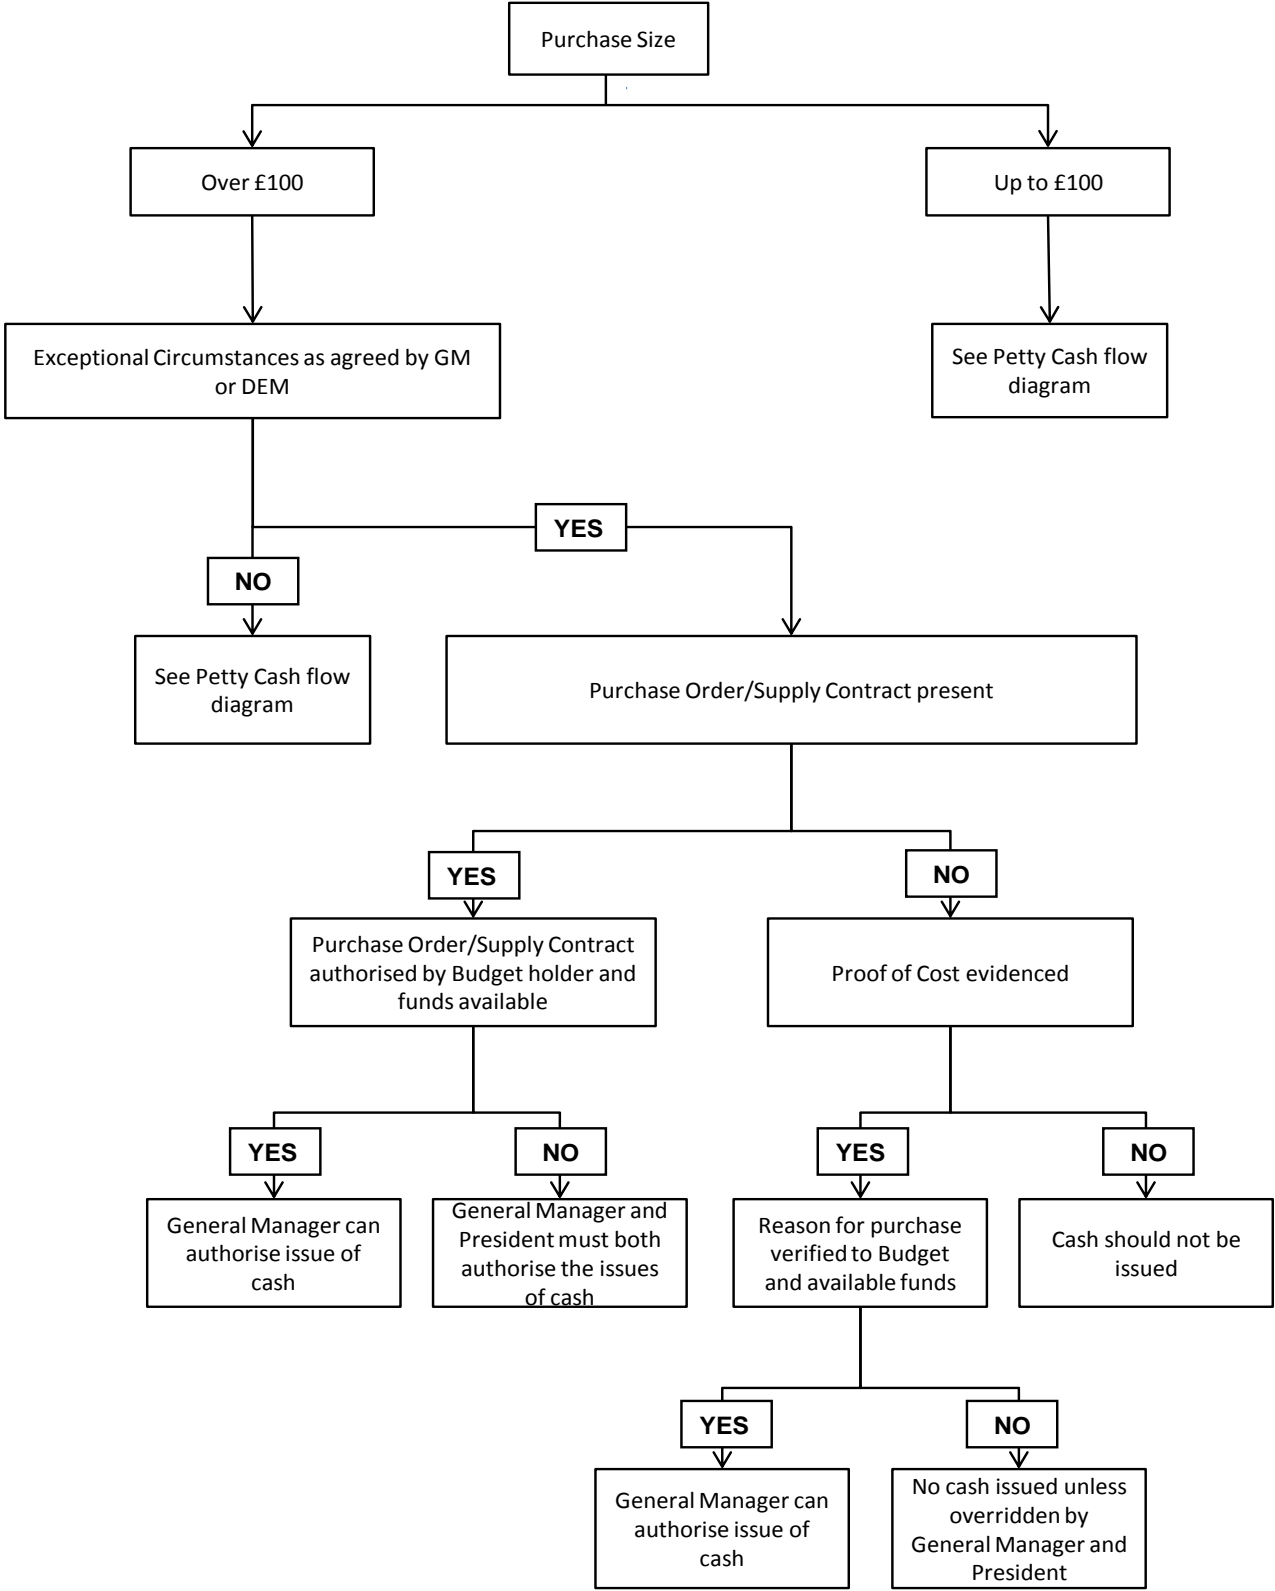 Purchase Size
Over £100
Up to £100
Exceptional Circumstances as agreed by GM
or DEM
See Petty Cash flow
diagram
YES
NO
See Petty Cash flow
diagram
Purchase Order/Supply Contract present
YES
NO
Purchase Order/Supply Contract
authorised by Budget holder and
funds available
Proof of Cost evidenced
YES
NO
YES
NO
General Manager can
authorise issue of
cash
General Manager and
President must both
authorise the issues
of cash
Reason for purchase
verified to Budget
and available funds
Cash should not be
issued
YES
NO
General Manager can
authorise issue of
cash
No cash issued unless
overridden by
General Manager and
President